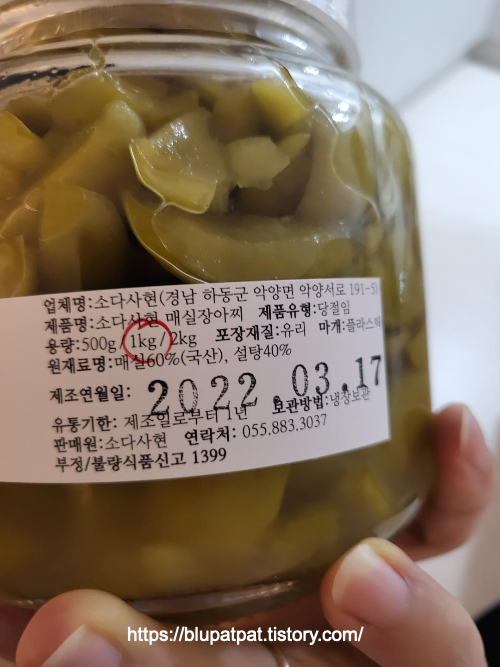 업체명:소다사현(경남 하동군 악양면 악양서로 191-5)
제품명:소다사현 매실장아찌 제품유형:당절임
용량:500g / 1kg / 2kg 포장재질:유리 마개:플라스틱
원재료명:매실60%(국산), 설탕40%
제조연월일: 2022.03.17
유통기한: 제조일로부터 1년 보관방법:냉장보관
판매원:소다사현 연락처: 055.883.3037
부정/불량식품신고 1399
https://blupatpat.tistory.com/